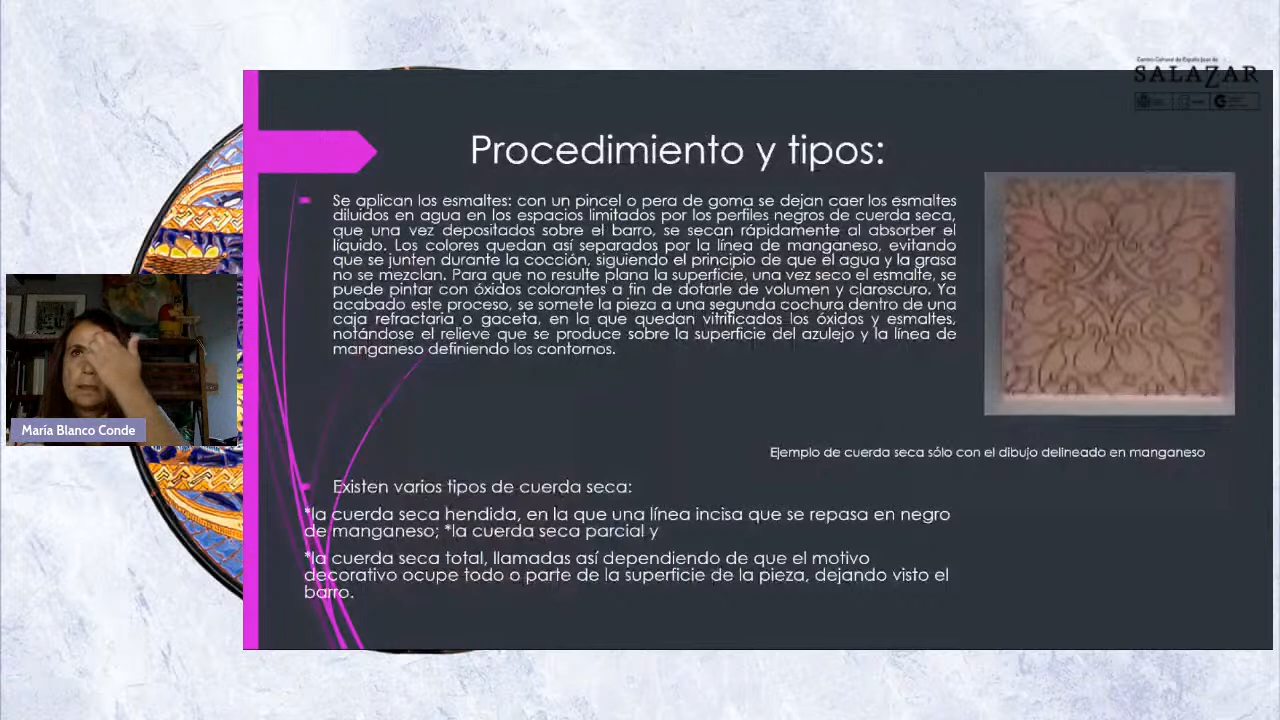 Centro Cultural de España Juan de
SALAZAR
Procedimiento y tipos:
Se aplican los esmaltes: con un pincel o pera de goma se dejan caer los esmaltes
diluidos en agua en los espacios limitados por los perfiles negros de cuerda seca,
que una vez depositados sobre el barro, se secan rápidamente al absorber el
líquido. Los colores quedan así separados por la línea de manganeso, evitando
que se junten durante la cocción, siguiendo el principio de que el agua y la grasa
no se mezclan. Para que no resulte plana la superficie, una vez seco el esmalte, se
puede pintar con óxidos colorantes a fin de dotarle de volumen y claroscuro. Ya
acabado este proceso, se somete la pieza a una segunda cochura dentro de una
caja refractaria o gaceta, en la que quedan vitrificados los óxidos y esmaltes,
notándose el relieve que se produce sobre la superficie del azulejo y la línea de
manganeso definiendo los contornos.
María Blanco Conde
Ejemplo de cuerda seca sólo con el dibujo delineado en manganeso
Existen varios tipos de cuerda seca:
*la cuerda seca hendida, en la que una línea incisa que se repasa en negro
de manganeso; *la cuerda seca parcial y
*la cuerda seca total, llamadas así dependiendo de que el motivo
decorativo ocupe todo o parte de la superficie de la pieza, dejando visto el
barro.